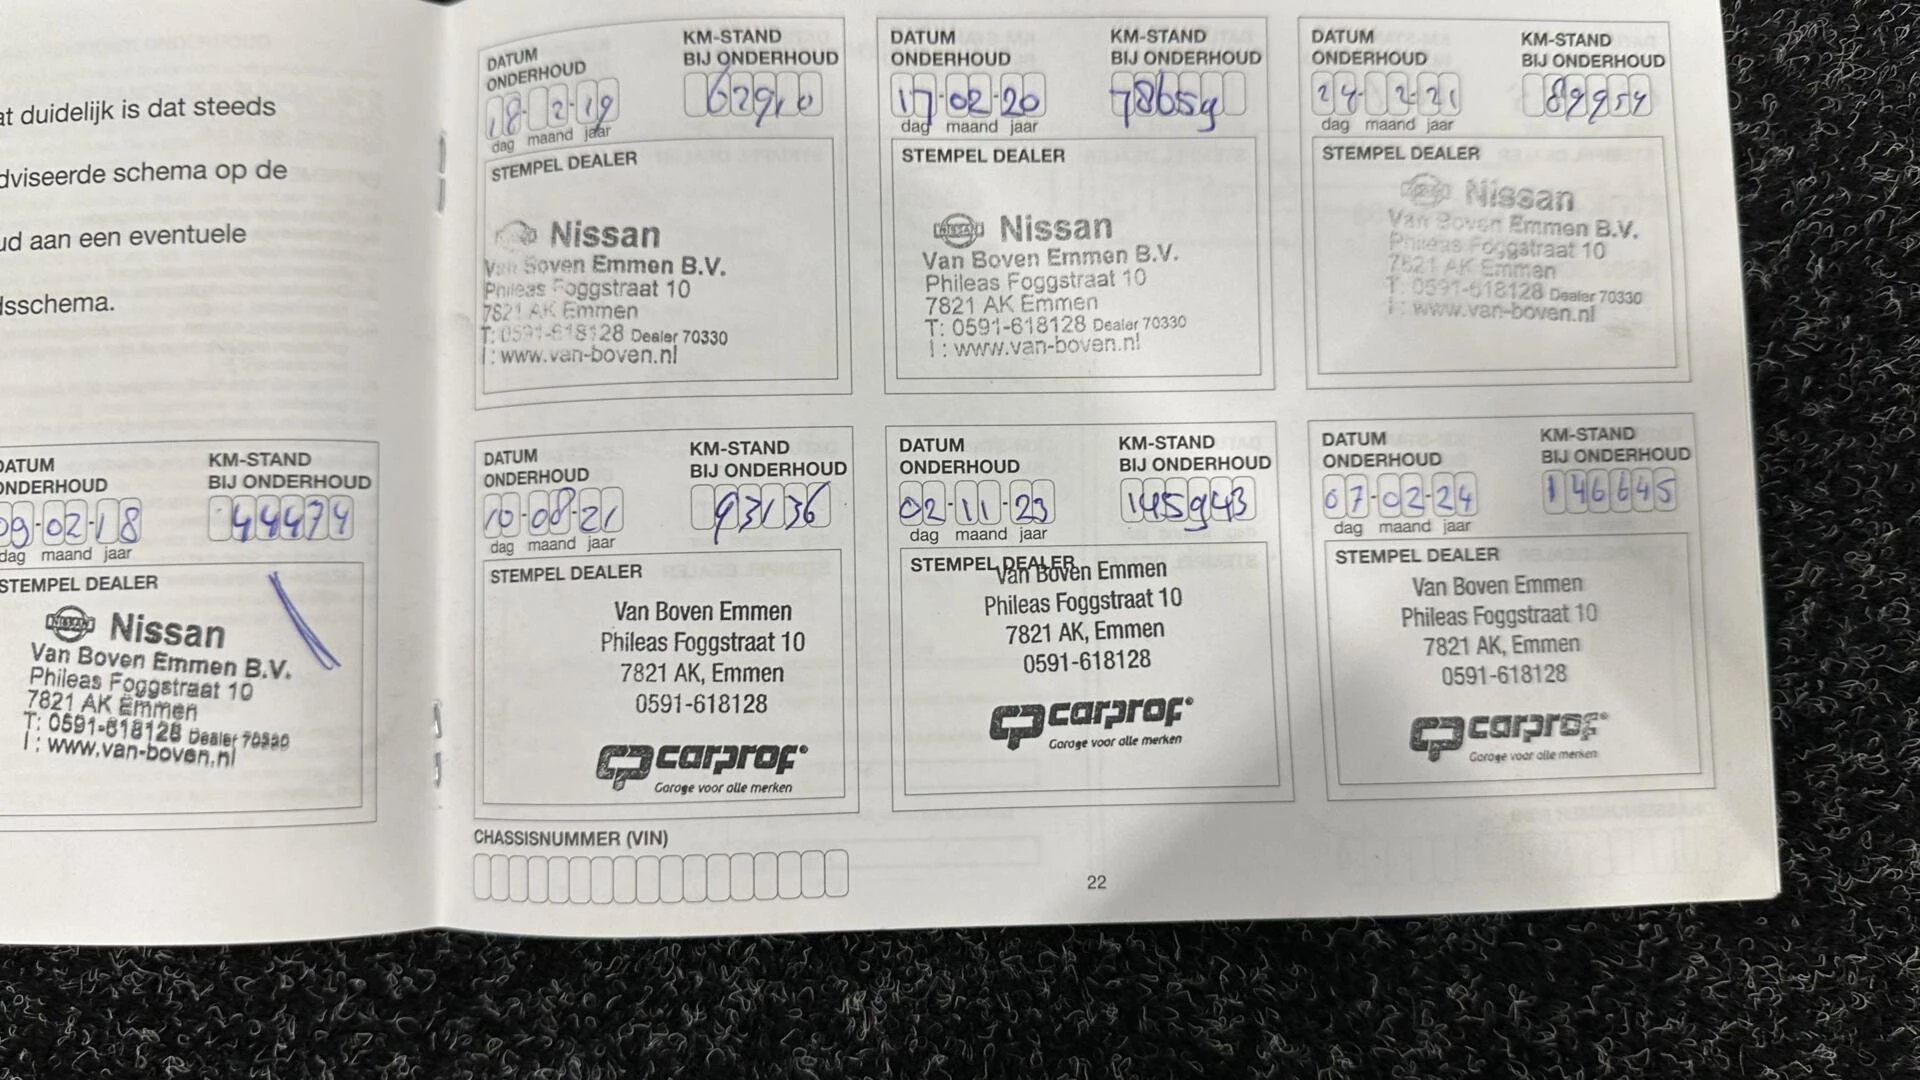 at duidelijk is dat steeds
dviseerde schema op de
ud aan een eventuele
dsschema.
DATUM
ONDERHOUD
KM-STAND
BIJ ONDERHOUD
09-02-18
44474
dag maand jaar
STEMPEL DEALER
NISSAN Nissan
Van Boven Emmen B.V.
Phileas Foggstraat 10
7821 AK Emmen
T: 0591-618128 Dealer 70330
I : www.van-boven.nl
DATUM
ONDERHOUD
KM-STAND
BIJ ONDERHOUD
18-2-19
62910
dag maand jaar
STEMPEL DEALER
Nissan
Van Boven Emmen B.V.
Phileas Foggstraat 10
7821 AK Emmen
T: 0591-618128 Dealer 70330
I : www.van-boven.nl
DATUM
ONDERHOUD
KM-STAND
BIJ ONDERHOUD
17-02-20
78659
dag maand jaar
STEMPEL DEALER
NISSAN Nissan
Van Boven Emmen B.V.
Phileas Foggstraat 10
7821 AK Emmen
T: 0591-618128 Dealer 70330
I : www.van-boven.nl
DATUM
ONDERHOUD
KM-STAND
BIJ ONDERHOUD
24-2-21
dag maand jaar
STEMPEL DEALER
Nissan
Van Boven Emmen B.V.
Phileas Foggstraat 10
7821 AK Emmen
T: 0591-618128 Dealer 70330
I : www.van-boven.nl
DATUM
ONDERHOUD
KM-STAND
BIJ ONDERHOUD
10-08-21
93136
dag maand jaar
STEMPEL DEALER
Van Boven Emmen
Phileas Foggstraat 10
7821 AK, Emmen
0591-618128
carprof
Garage voor alle merken
DATUM
ONDERHOUD
KM-STAND
BIJ ONDERHOUD
02-11-23
145943
dag maand jaar
STEMPEL DEALER
Van Boven Emmen
Phileas Foggstraat 10
7821 AK, Emmen
0591-618128
carprof
Garage voor alle merken
DATUM
ONDERHOUD
KM-STAND
BIJ ONDERHOUD
07-02-24
146645
dag maand jaar
STEMPEL DEALER
Van Boven Emmen
Phileas Foggstraat 10
7821 AK, Emmen
0591-618128
carprof
Garage voor alle merken
CHASSISNUMMER (VIN)
22